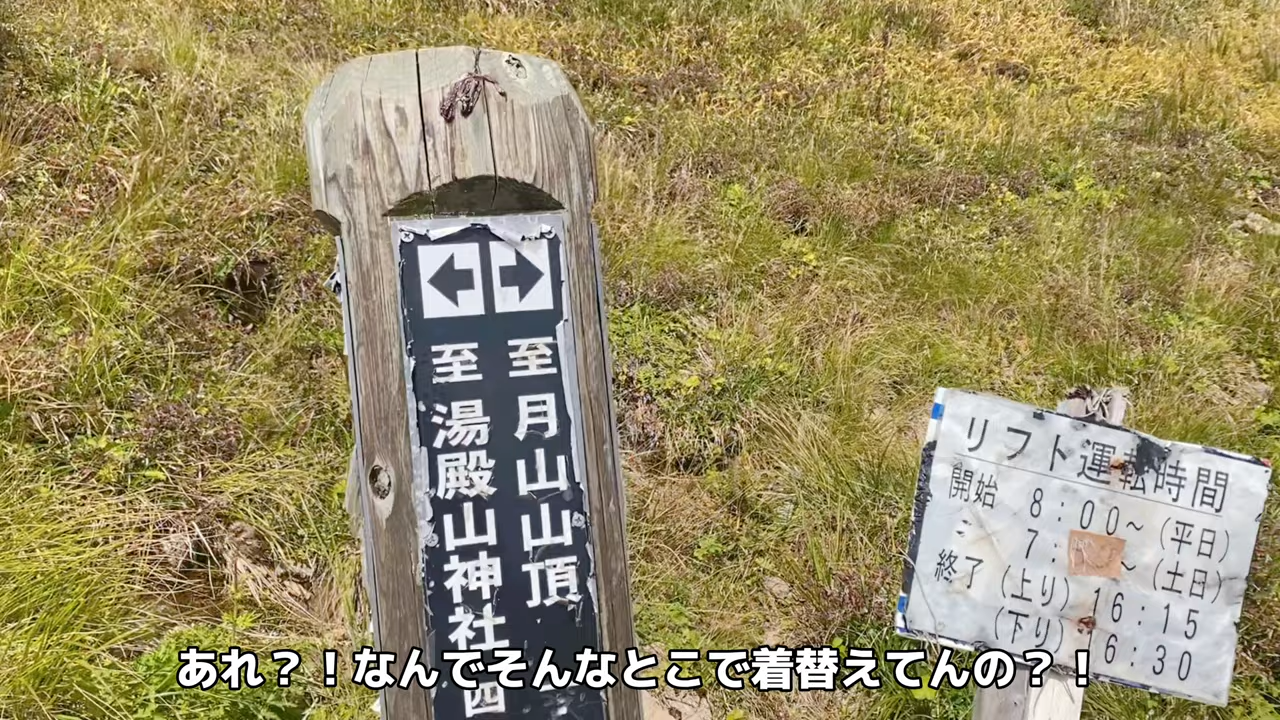 至月山山頂
至湯殿山神社四
リフト運転時間
開始 8:00~(平日)
7: ~(土日)
終了(上り)16:15
(下り)16:30
あれ?!なんでそんなとこで着替えてんの?!